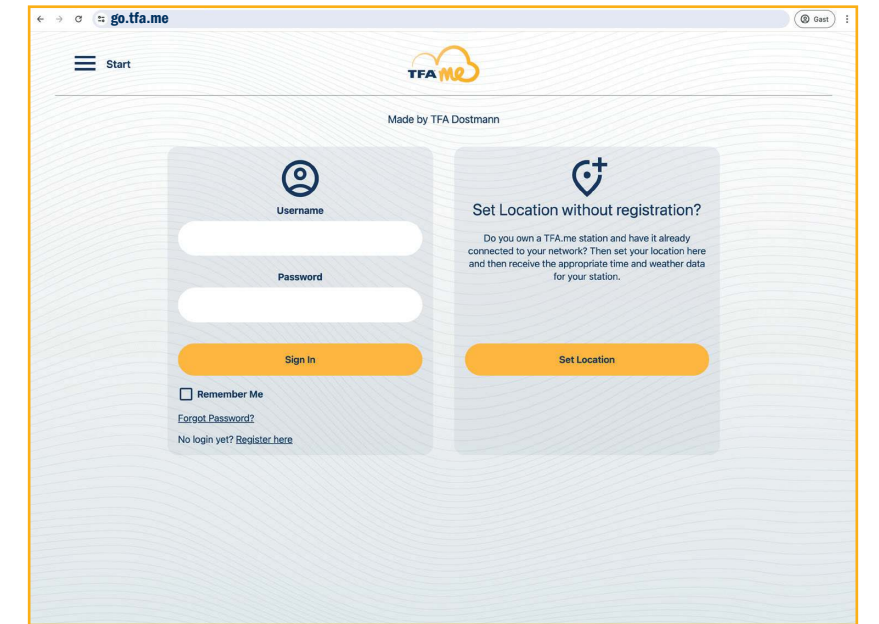 go.tfa.me
Gast
Start
TFA me
Made by TFA Dostmann
Username
Password
Sign In
Remember Me
Forgot Password?
No login yet? Register here
Set Location without registration?
Do you own a TFA.me station and have it already
connected to your network? Then set your location here
and then receive the appropriate time and weather data
for your station.
Set Location